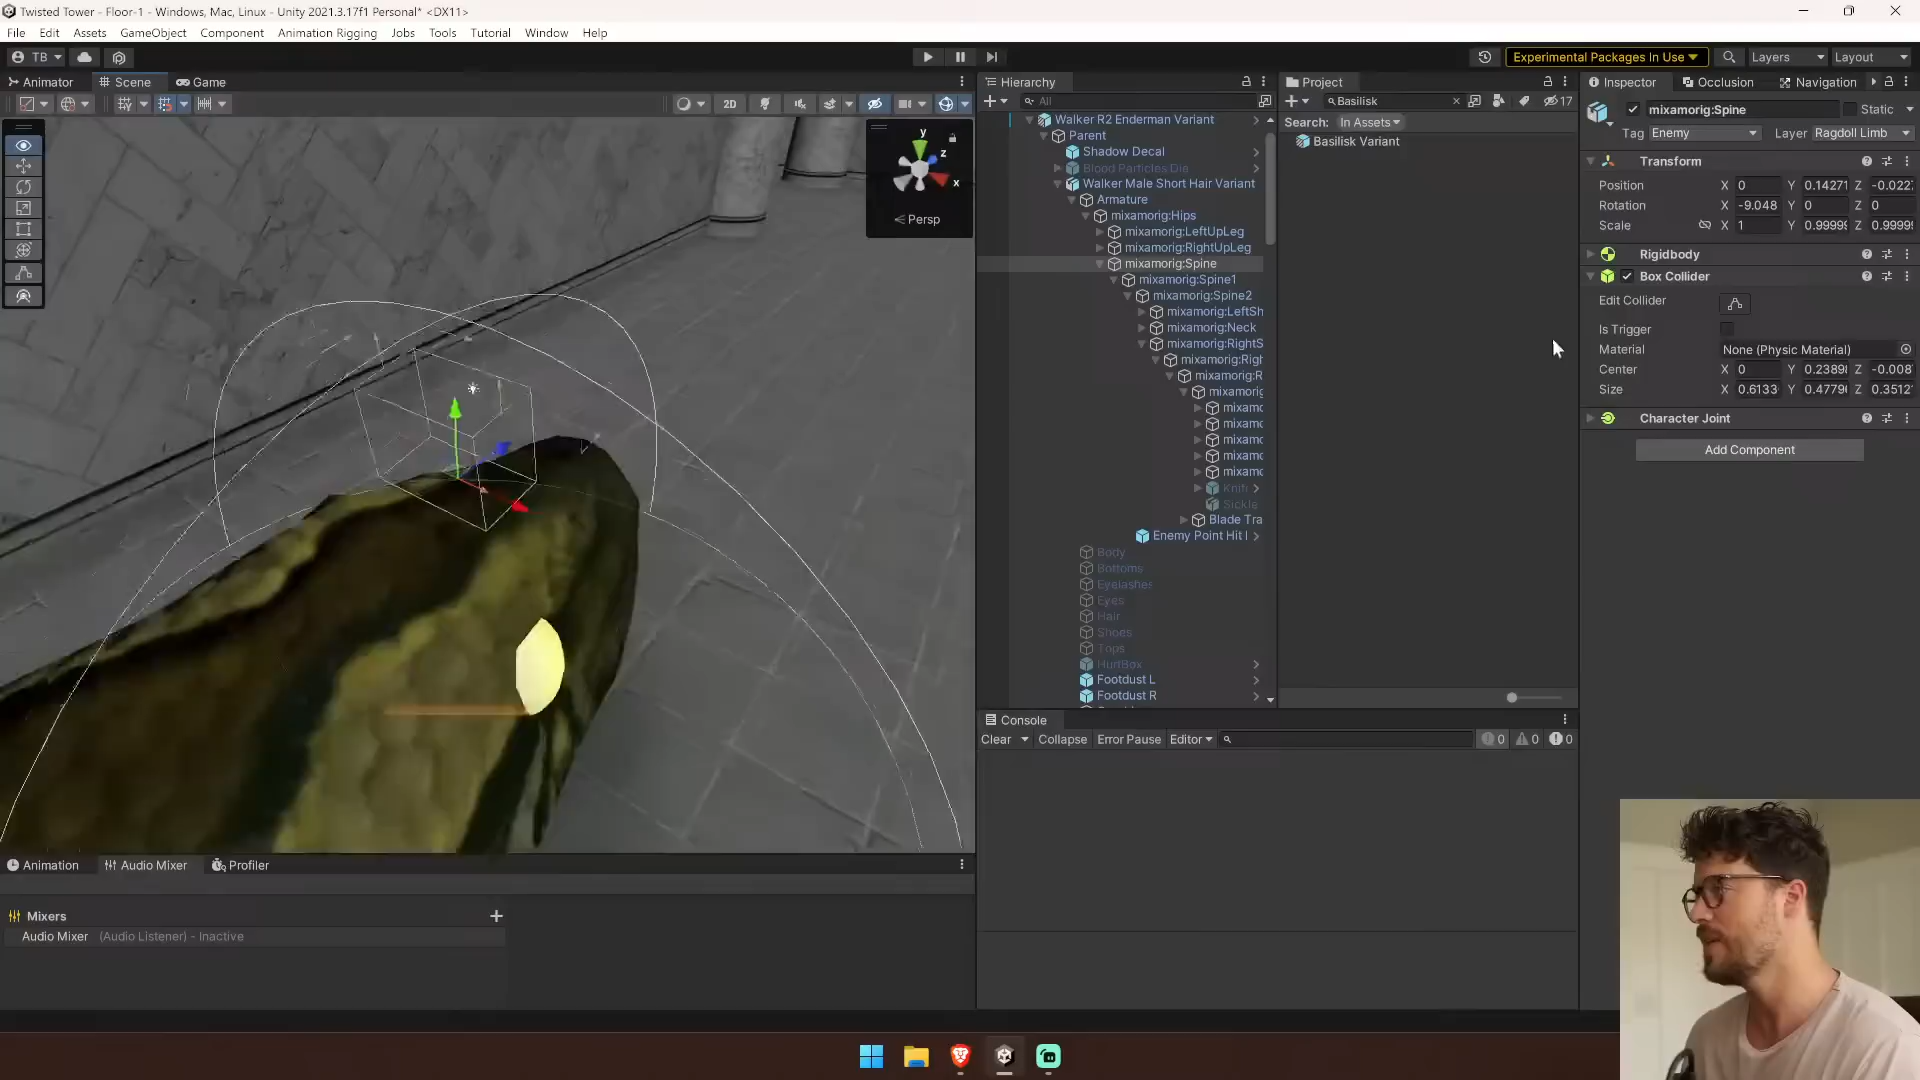 Twisted Tower - Floor-1 - Windows, Mac, Linux - Unity 2021.3.17f1 Personal* <DX11>
File Edit Assets GameObject Component Animation Rigging Jobs Tools Tutorial Window Help
TB Experimental Packages In Use Layers Layout
Animator Scene Game
2D
y
z
x
Persp
Hierarchy
All
Walker R2 Enderman Variant
Parent
Shadow Decal
Blood Particles Die
Walker Male Short Hair Variant
Armature
mixamorig:Hips
mixamorig:LeftUpLeg
mixamorig:RightUpLeg
mixamorig:Spine
mixamorig:Spine1
mixamorig:Spine2
mixamorig:LeftSh
mixamorig:Neck
mixamorig:RightS
mixamorig:Righ
mixamorig:R
mixamorig
mixamo
mixamo
mixamo
mixamo
mixamo
Knif
Sickle
Blade Tra
Enemy Point Hit I
Body
Bottoms
Eyelashes
Eyes
Hair
Shoes
Tops
HurtBox
Footdust L
Footdust R
Project
Basilisk 17
Search: In Assets
Basilisk Variant
Inspector Occlusion Navigation
mixamorig:Spine Static
Tag Enemy Layer Ragdoll Limb
Transform
Position X 0 Y 0.14271 Z -0.022
Rotation X -9.048 Y 0 Z 0
Scale X 1 Y 0.99999 Z 0.99999
Rigidbody
Box Collider
Edit Collider
Is Trigger
Material None (Physic Material)
Center X 0 Y 0.2389 Z -0.008
Size X 0.6133 Y 0.4779 Z 0.3512
Character Joint
Add Component
Console
Clear Collapse Error Pause Editor 0 0 0
Animation Audio Mixer Profiler
Mixers
Audio Mixer (Audio Listener) - Inactive